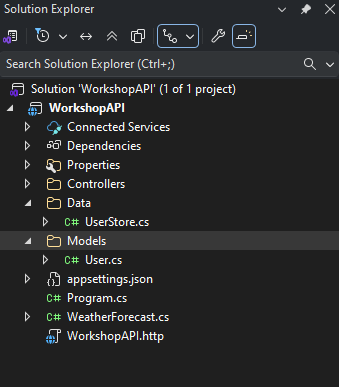 Solution Explorer
Search Solution Explorer (Ctrl+;)
Solution 'WorkshopAPI' (1 of 1 project)
WorkshopAPI
Connected Services
Dependencies
Properties
Controllers
Data
C# UserStore.cs
Models
C# User.cs
appsettings.json
C# Program.cs
C# WeatherForecast.cs
WorkshopAPI.http